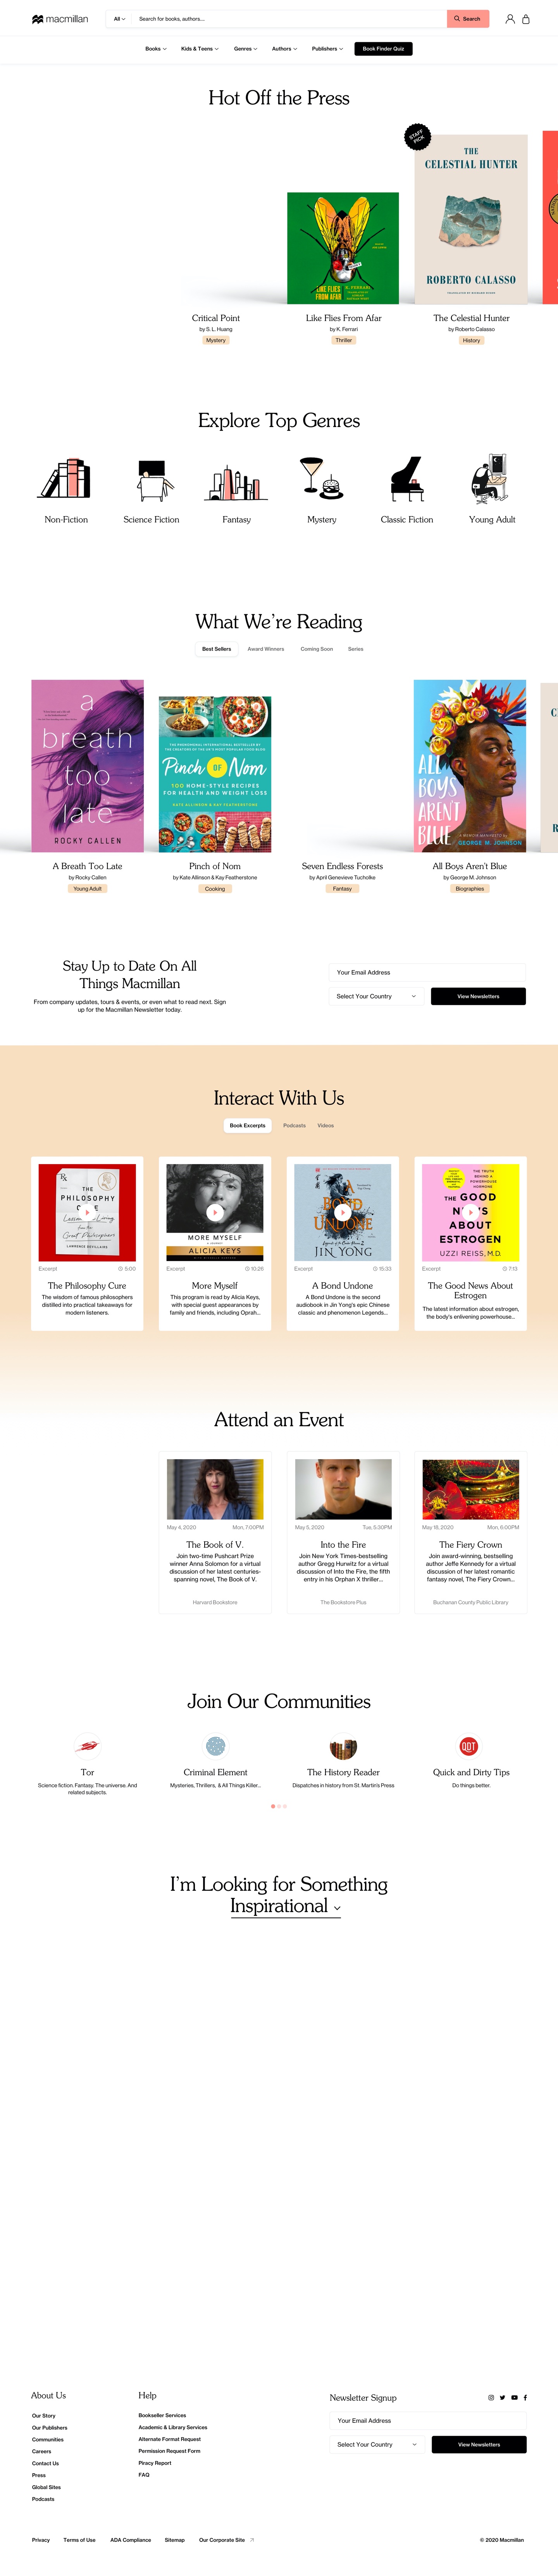 macmillan
All
Search for books, authors....
Search
Books
Kids & Teens
Genres
Authors
Publishers
Book Finder Quiz
Hot Off the Press
STAFF
PICK
LIKE FLIES
FROM AFAR
K. FERRARI
THE
CELESTIAL HUNTER
ROBERTO CALASSO
Critical Point
by S. L. Huang
Mystery
Like Flies From Afar
by K. Ferrari
Thriller
The Celestial Hunter
by Roberto Calasso
History
Explore Top Genres
Non-Fiction
Science Fiction
Fantasy
Mystery
Classic Fiction
Young Adult
What We’re Reading
Best Sellers
Award Winners
Coming Soon
Series
a
breath
too
late
ROCKY CALLEN
Pinch OF Nom
100 HOME-STYLE RECIPES
FOR HEALTH AND WEIGHT LOSS
KATE ALLINSON & KAY FEATHERSTONE
ALL
BOYS
AREN'T
BLUE
GEORGE M. JOHNSON
A Breath Too Late
by Rocky Callen
Young Adult
Pinch of Nom
by Kate Allinson & Kay Featherstone
Cooking
Seven Endless Forests
by April Genevieve Tucholke
Fantasy
All Boys Aren't Blue
by George M. Johnson
Biographies
Stay Up to Date On All
Things Macmillan
From company updates, tours & events, or even what to read next. Sign
up for the Macmillan Newsletter today.
Your Email Address
Select Your Country
View Newsletters
Interact With Us
Book Excerpts
Podcasts
Videos
THE
PHILOSOPHY
LAURENCE DEVILLAIRS
MORE MYSELF
ALICIA KEYS
A
BOND
UNDONE
JIN YONG
THE TRUTH
BEHIND A
POWERHOUSE
HORMONE
THE GOOD
NEWS
ABOUT
ESTROGEN
UZZI REISS, M.D.
Excerpt
5:00
The Philosophy Cure
The wisdom of famous philosophers
distilled into practical takeaways for
modern listeners.
Excerpt
10:26
More Myself
This program is read by Alicia Keys,
with special guest appearances by
family and friends, including Oprah...
Excerpt
15:33
A Bond Undone
A Bond Undone is the second
audiobook in Jin Yong's epic Chinese
classic and phenomenon Legends...
Excerpt
7:13
The Good News About
Estrogen
The latest information about estrogen,
the body's enlivening powerhouse...
Attend an Event
May 4, 2020
Mon, 7:00PM
The Book of V.
Join two-time Pushcart Prize
winner Anna Solomon for a virtual
discussion of her latest centuries-
spanning novel, The Book of V.
Harvard Bookstore
May 5, 2020
Tue, 5:30PM
Into the Fire
Join New York Times-bestselling
author Gregg Hurwitz for a virtual
discussion of Into the Fire, the fifth
entry in his Orphan X thriller...
The Bookstore Plus
May 18, 2020
Mon, 6:00PM
The Fiery Crown
Join award-winning, bestselling
author Jeffe Kennedy for a virtual
discussion of her latest romantic
fantasy novel, The Fiery Crown...
Buchanan County Public Library
Join Our Communities
Tor
Science fiction. Fantasy. The universe. And
related subjects.
Criminal Element
Mysteries, Thrillers, & All Things Killer...
The History Reader
Dispatches in history from St. Martin's Press
QDT
Quick and Dirty Tips
Do things better.
I’m Looking for Something
Inspirational
About Us
Our Story
Our Publishers
Communities
Careers
Contact Us
Press
Global Sites
Podcasts
Help
Bookseller Services
Academic & Library Services
Alternate Format Request
Permission Request Form
Piracy Report
FAQ
Newsletter Signup
Your Email Address
Select Your Country
View Newsletters
Privacy
Terms of Use
ADA Compliance
Sitemap
Our Corporate Site
© 2020 Macmillan